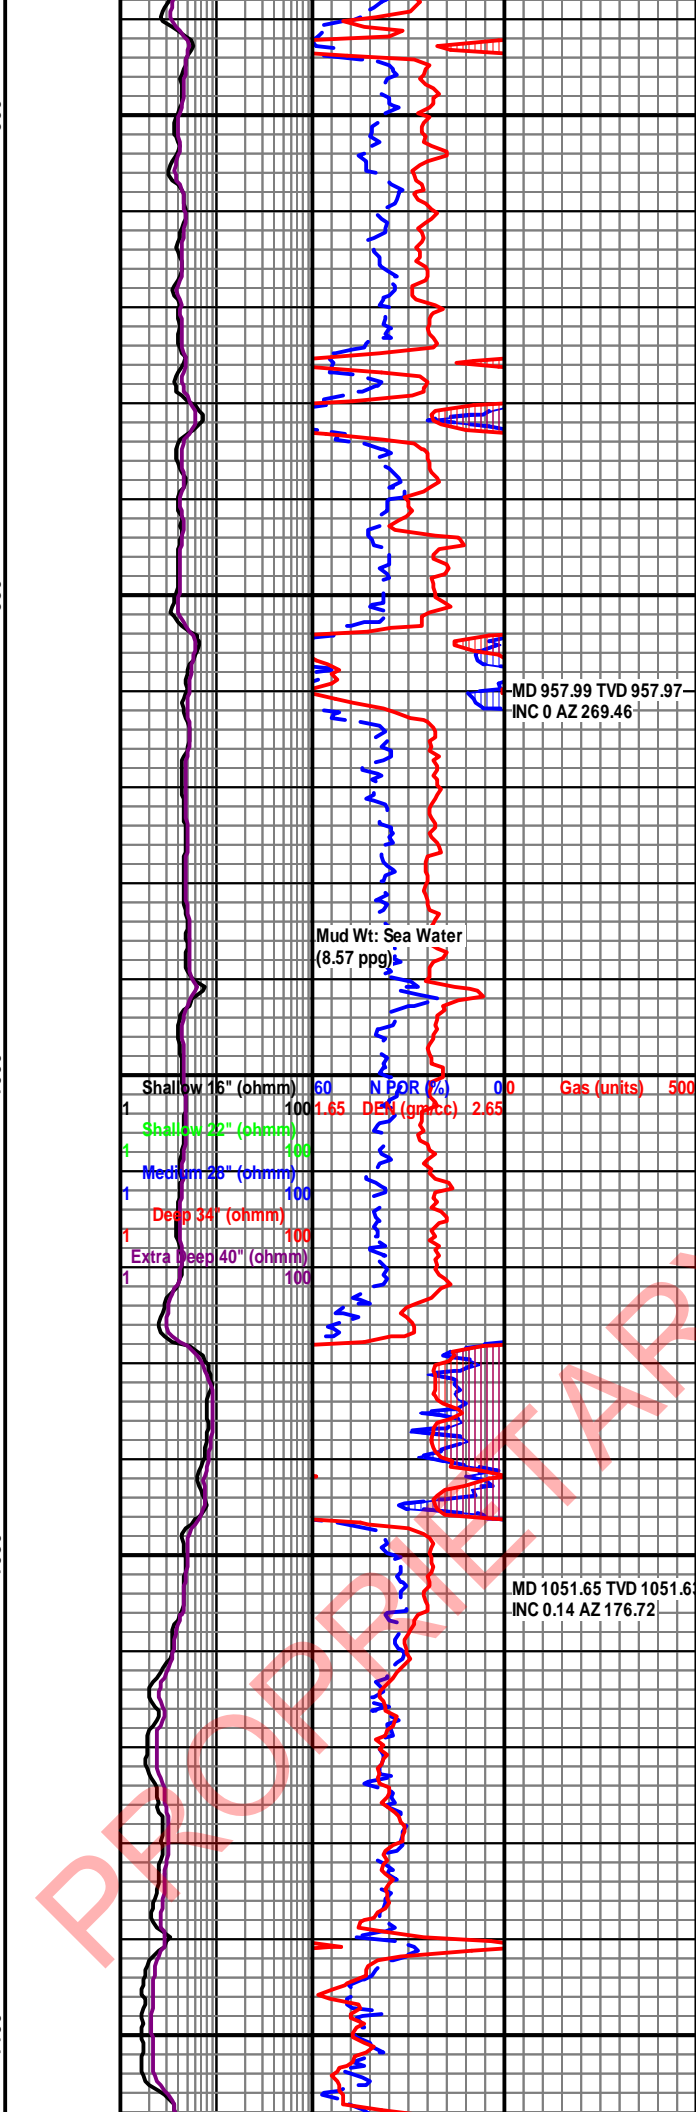 MD 957.99 TVD 957.97
INC 0 AZ 269.46
Mud Wt: Sea Water
(8.57 ppg)
Shallow 16" (ohmm) 60 N POR (%) 0 0 Gas (units) 500
1 100 1.65 DEN (gm/cc) 2.65
Shallow 22" (ohmm)
1 100
Medium 28" (ohmm)
1 100
Deep 34" (ohmm)
1 100
Extra Deep 40" (ohmm)
1 100
MD 1051.65 TVD 1051.63
INC 0.14 AZ 176.72
PROPRIETARY